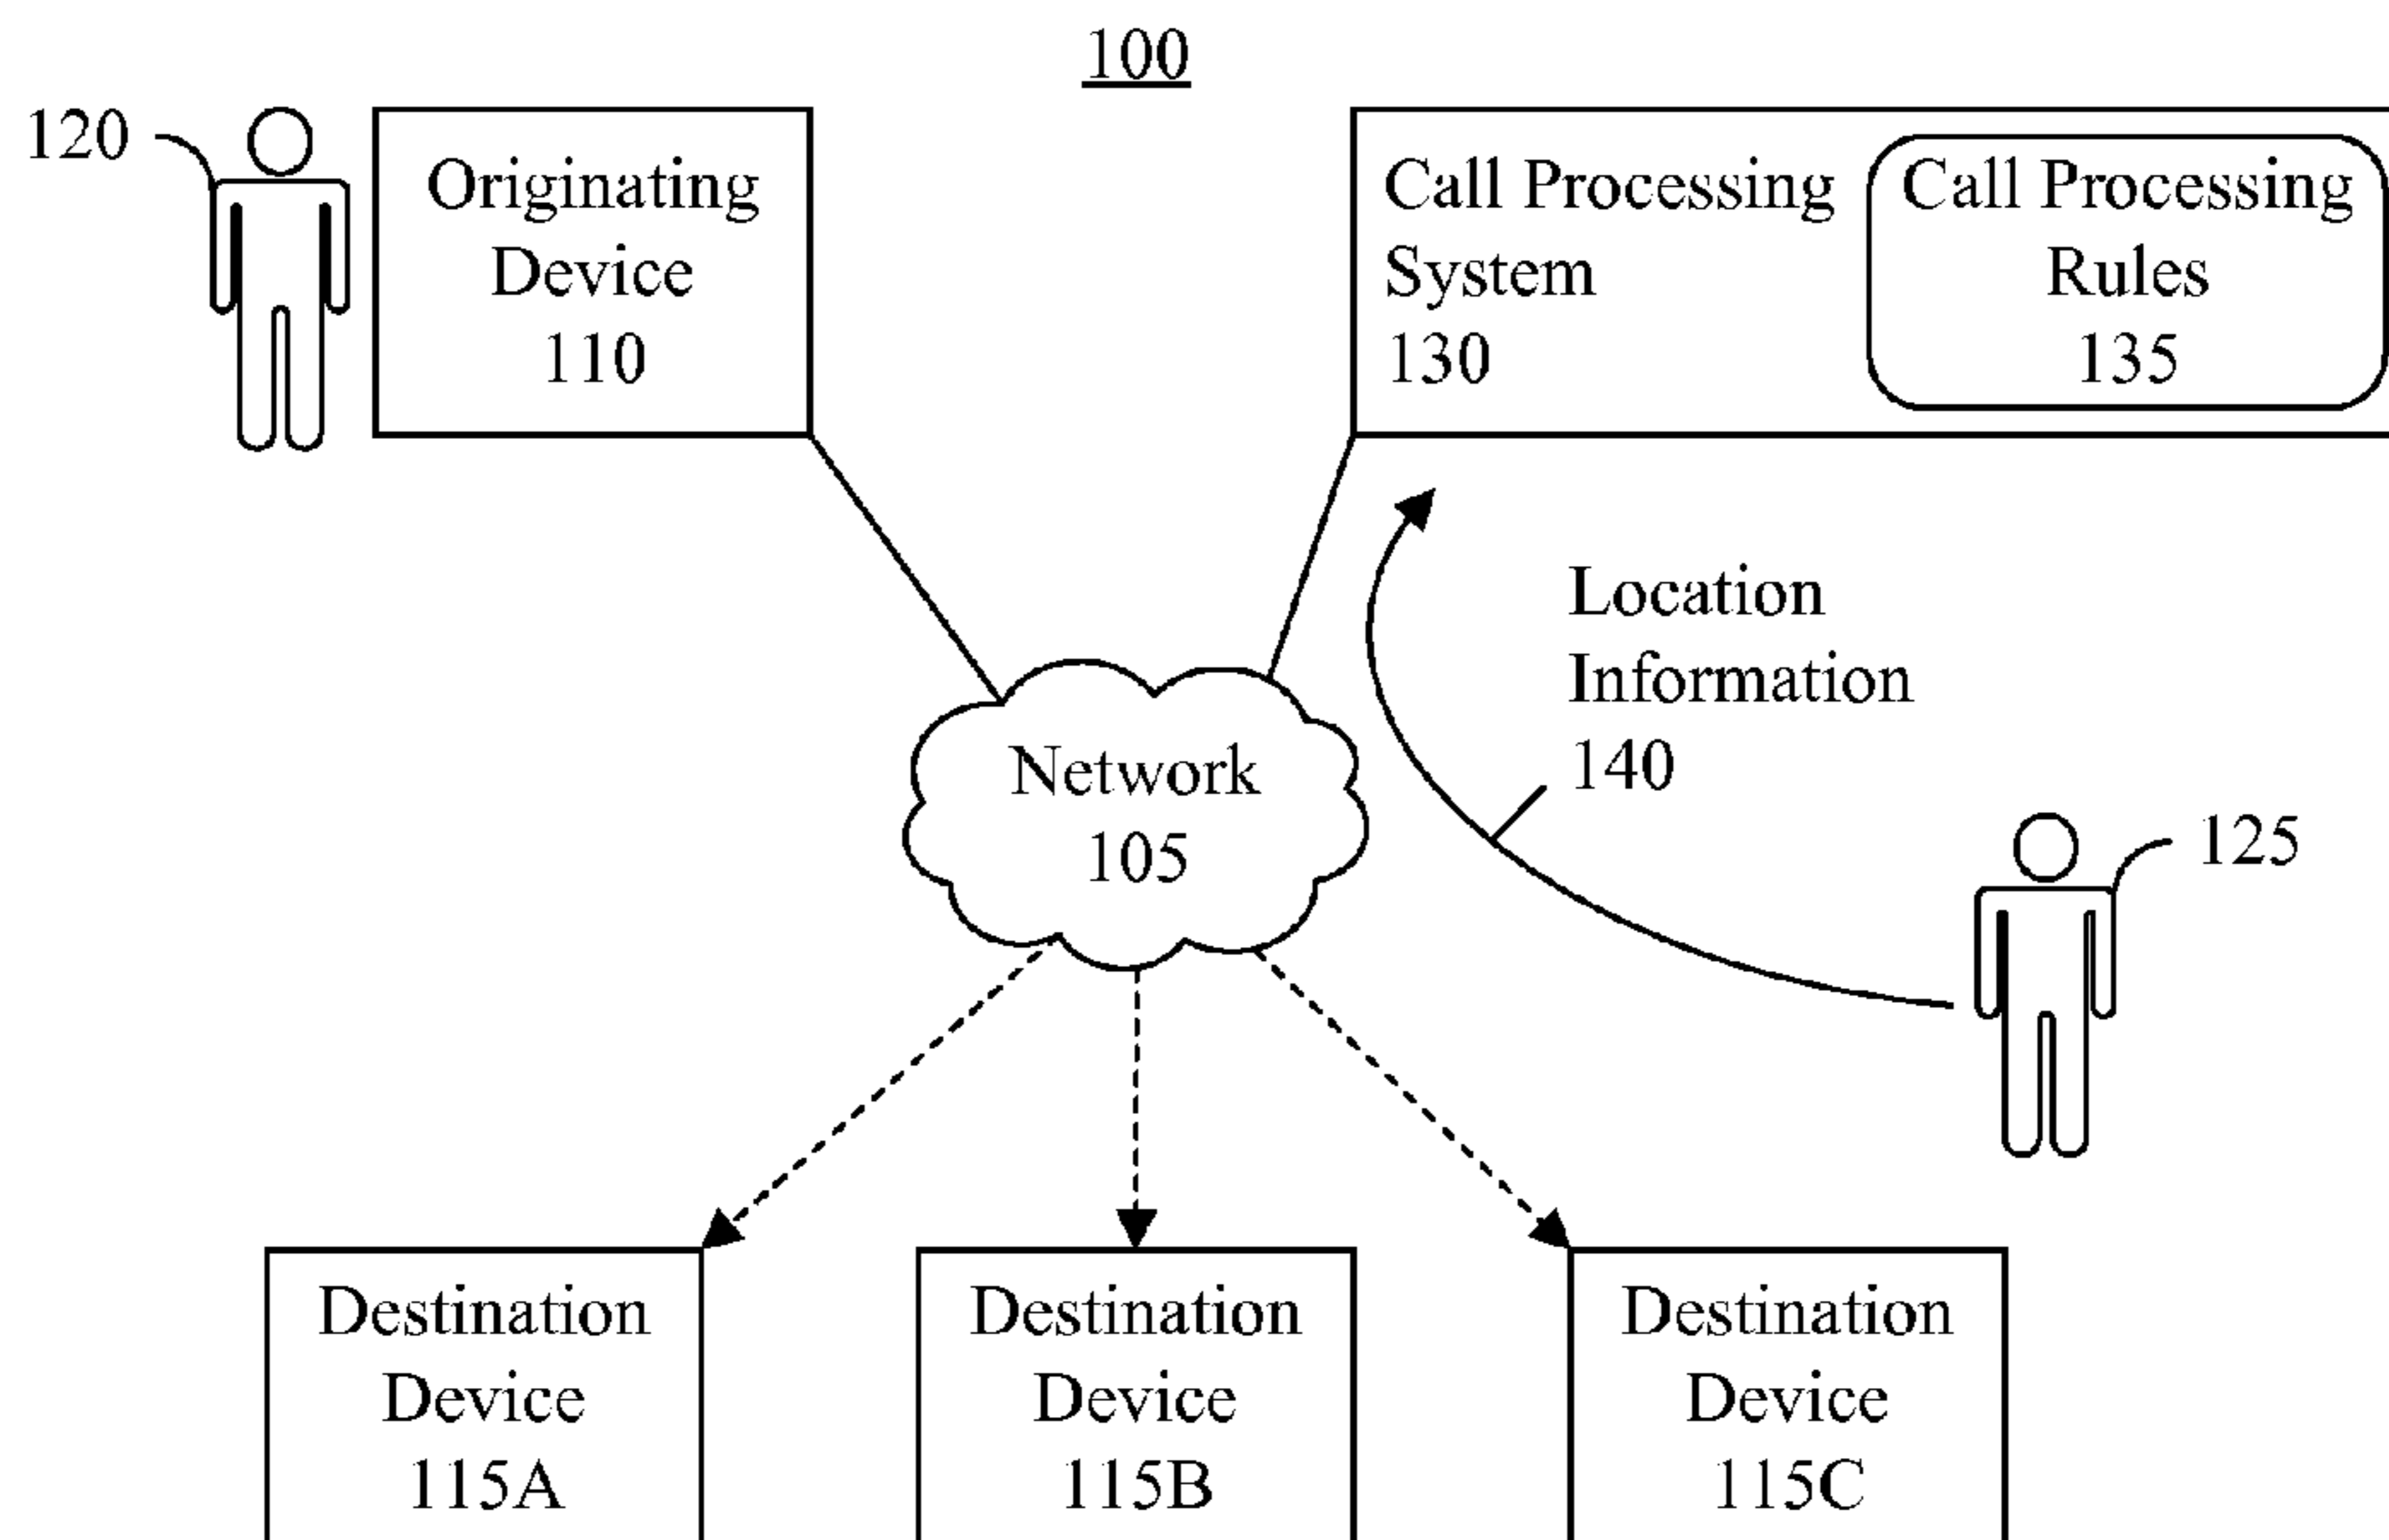 100
120
Originating
Device
110
Call Processing
System
130
Call Processing
Rules
135
Location
Information
140
Network
105
125
Destination
Device
115A
Destination
Device
115B
Destination
Device
115C